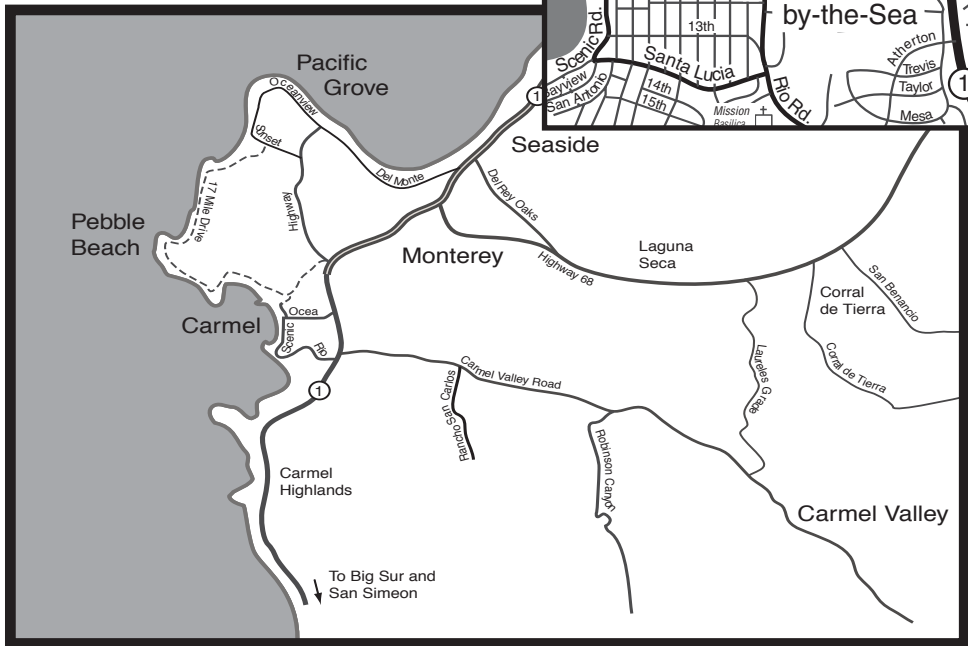 by-the-Sea
13th
Scenic Rd.
Santa Lucia
Bayview
San Antonio
14th
15th
Mission
Basilica
Rio Rd.
Atherton
Trevis
Taylor
Mesa
1
Pacific
Grove
Oceanview
Sunset
Del Monte
Highway
17 Mile Drive
Pebble
Beach
1
Seaside
Del Rey Oaks
Monterey
Highway 68
Laguna
Seca
San Benancio
Corral
de Tierra
Corral de Tierra
Laureles Grade
Carmel
Ocea
Scenic
Rio
Carmel Valley Road
1
Rancho San Carlos
Robinson Canyon
Carmel
Highlands
Carmel Valley
To Big Sur and
San Simeon